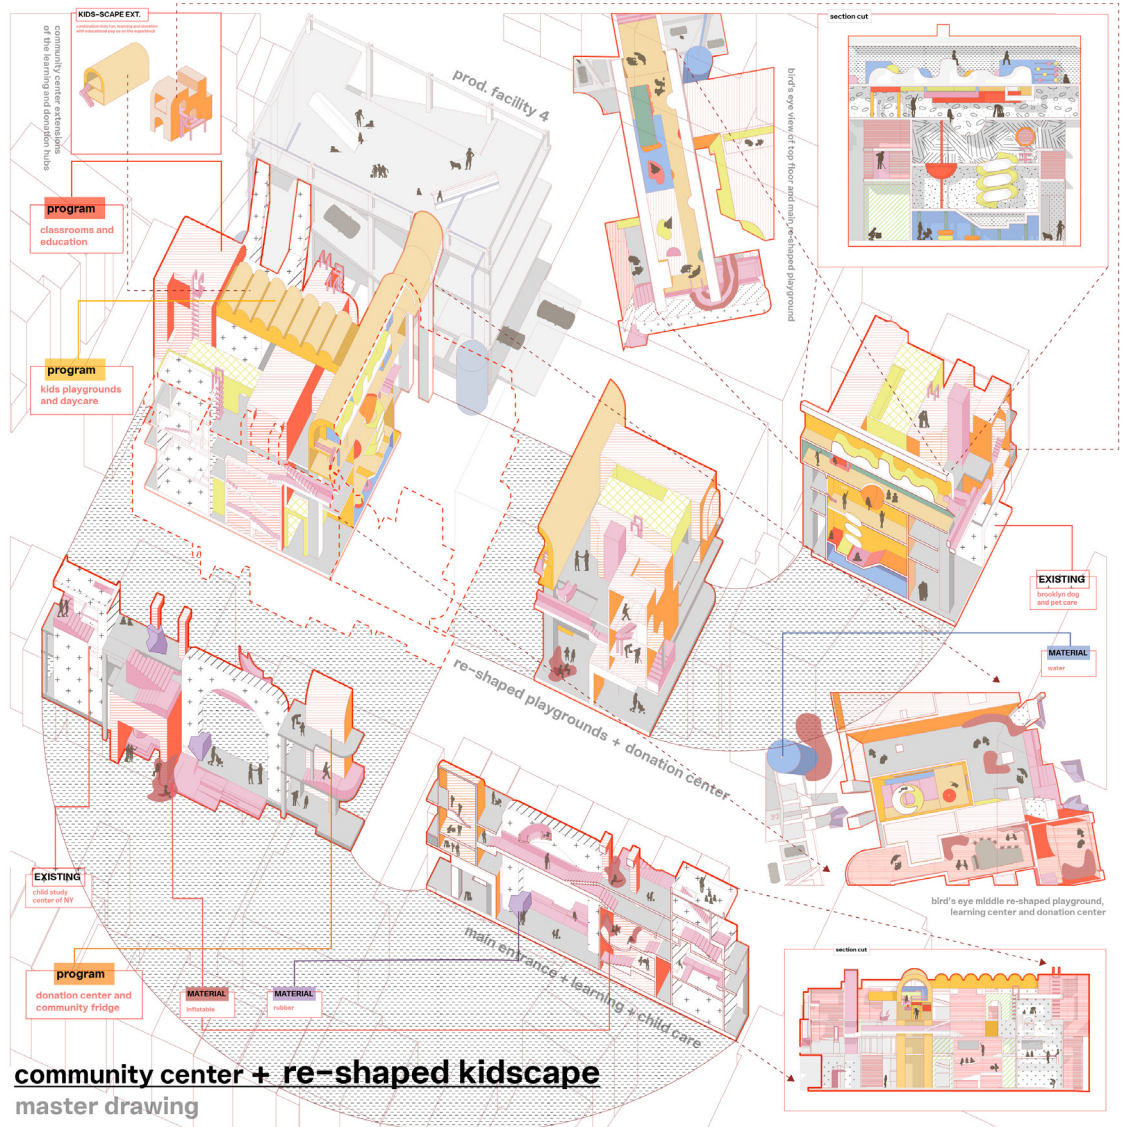 KIDS-SCAPE EXT.
community center extensions
of the learning and donation hubs
prod. facility 4
section cut
bird's eye view of top floor and main re-shaped playground
program
classrooms and
education
program
kids playgrounds
and daycare
EXISTING
brooklyn dog
and pet care
MATERIAL
water
re-shaped playgrounds + donation center
EXISTING
child study
center of NY
program
donation center and
community fridge
MATERIAL
inflatable
MATERIAL
rubber
main entrance + learning + child care
bird's eye middle re-shaped playground,
learning center and donation center
section cut
community center + re-shaped kidscape
master drawing